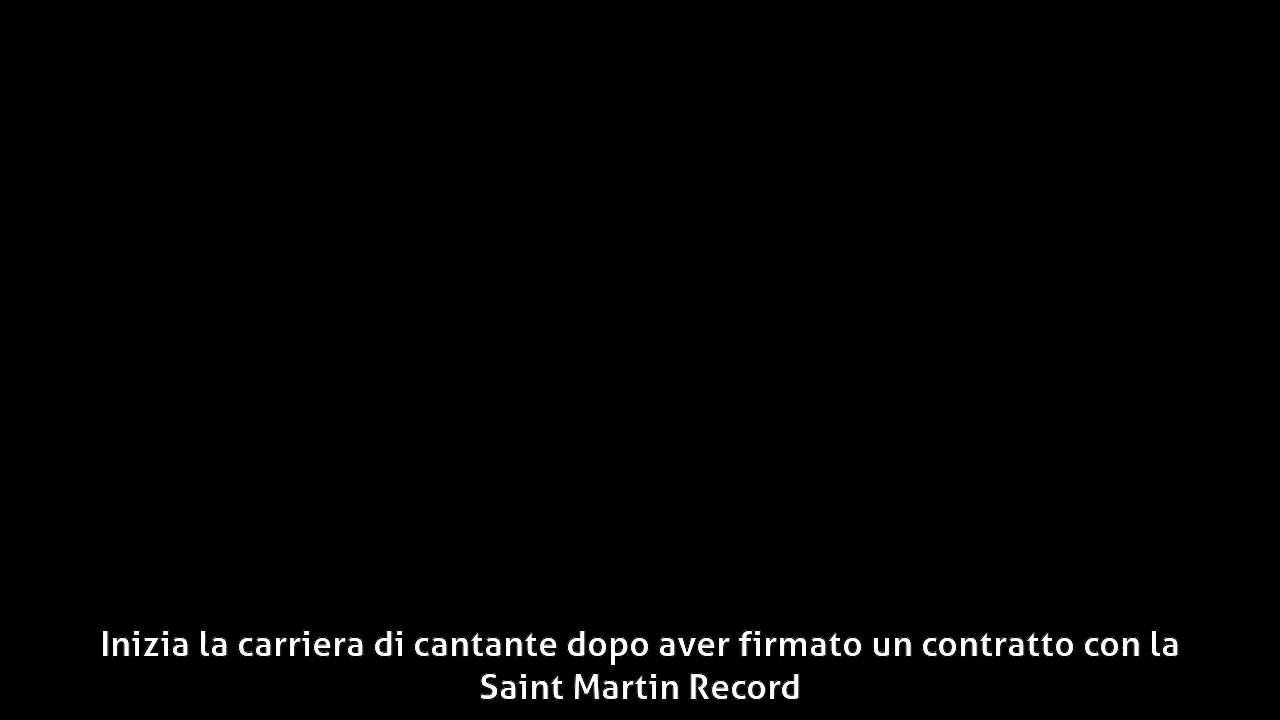 Inizia la carriera di cantante dopo aver firmato un contratto con la
Saint Martin Record